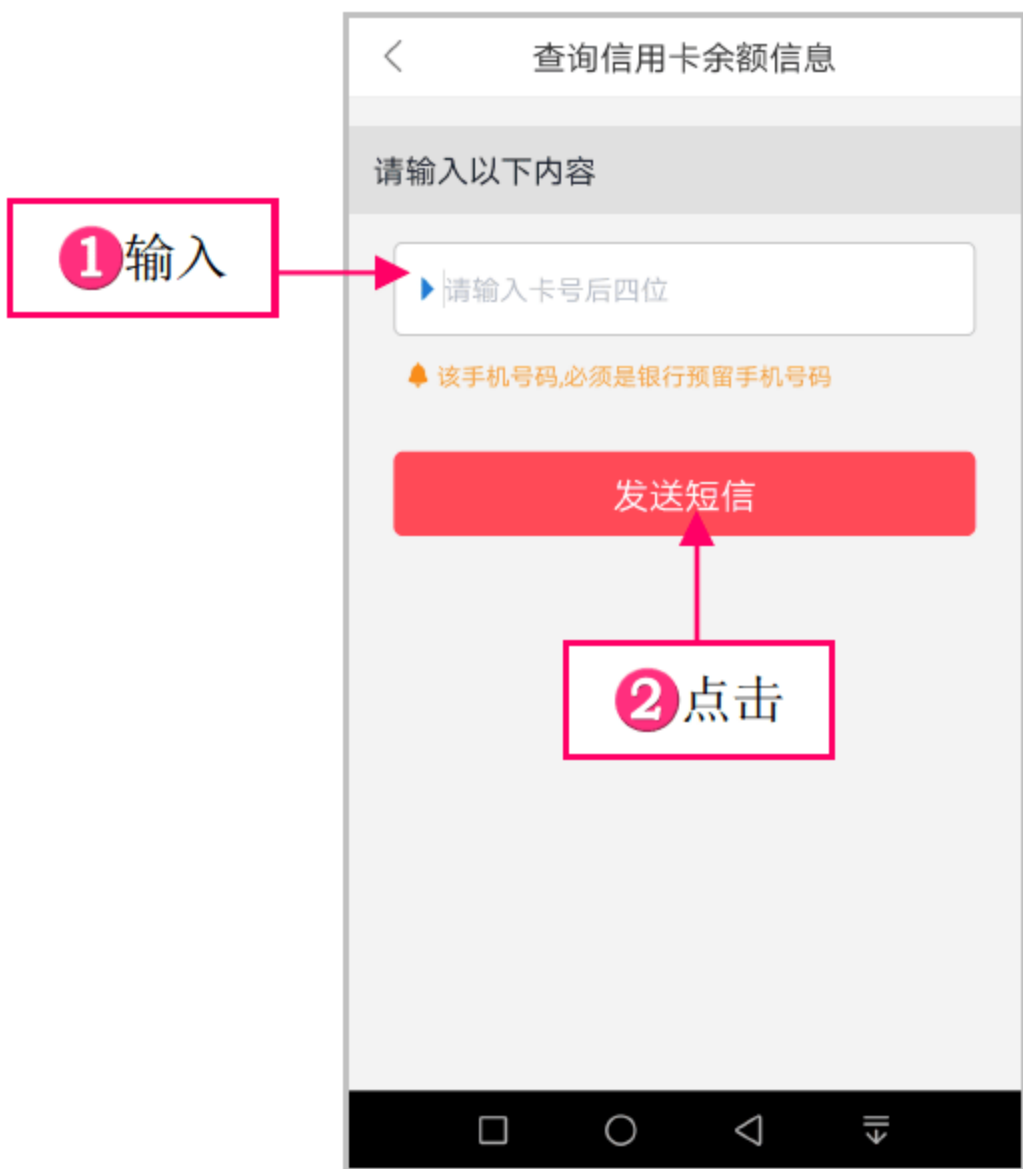 查询信用卡余额信息
请输入以下内容
❶输入
请输入卡号后四位
该手机号码,必须是银行预留手机号码
发送短信
❷点击